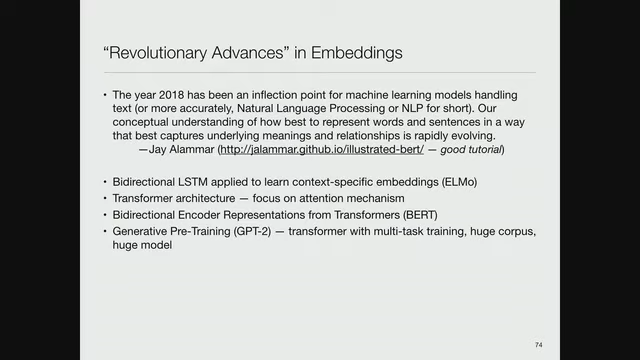 “Revolutionary Advances” in Embeddings
• The year 2018 has been an inflection point for machine learning models handling
text (or more accurately, Natural Language Processing or NLP for short). Our
conceptual understanding of how best to represent words and sentences in a way
that best captures underlying meanings and relationships is rapidly evolving.
—Jay Alammar (http://jalammar.github.io/illustrated-bert/ — good tutorial)
• Bidirectional LSTM applied to learn context-specific embeddings (ELMo)
• Transformer architecture — focus on attention mechanism
• Bidirectional Encoder Representations from Transformers (BERT)
• Generative Pre-Training (GPT-2) — transformer with multi-task training, huge corpus,
huge model
74